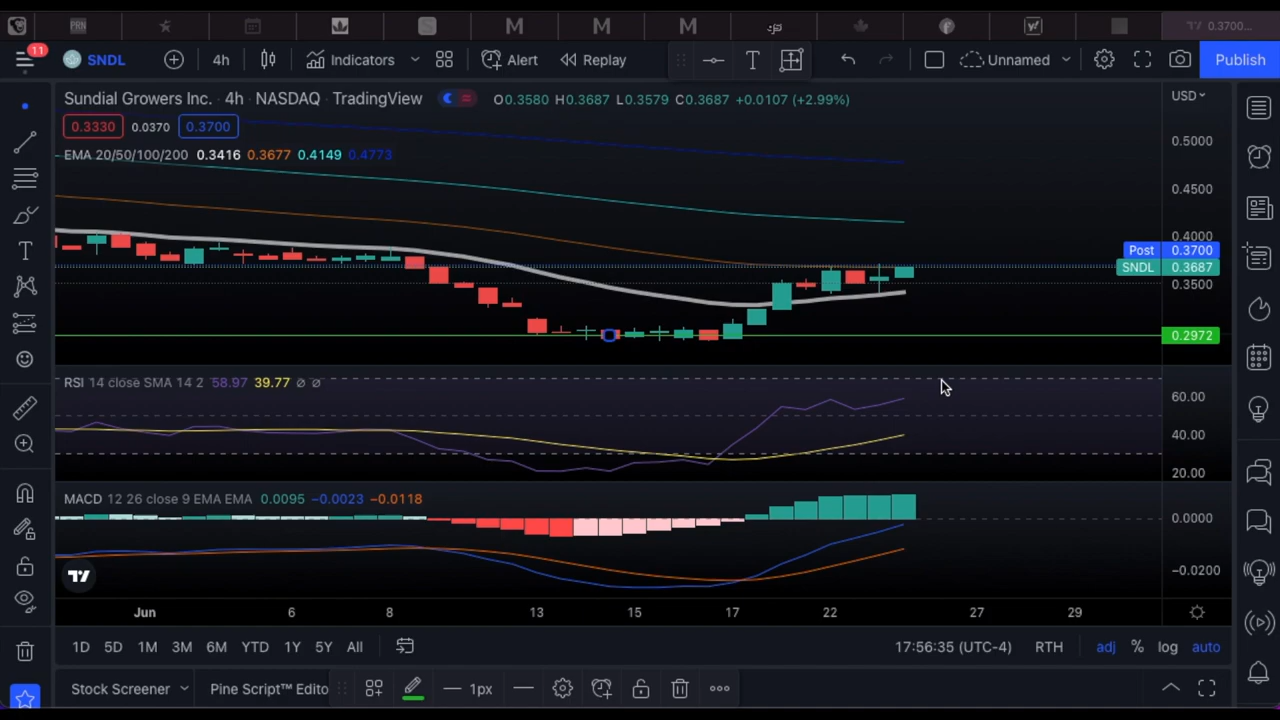 PRN S M M M 0.3700...
11 SNDL 4h Indicators Alert Replay T Unnamed Publish
Sundial Growers Inc. · 4h · NASDAQ · TradingView O0.3580 H0.3687 L0.3579 C0.3687 +0.0107 (+2.99%) USD
0.3330 0.0370 0.3700
EMA 20/50/100/200 0.3416 0.3677 0.4149 0.4773
0.5000
0.4500
0.4000
Post 0.3700
SNDL 0.3687
0.3500
0.2972
RSI 14 close SMA 14 2 58.97 39.77 ∅ ∅
60.00
40.00
20.00
MACD 12 26 close 9 EMA EMA 0.0095 −0.0023 −0.0118
0.0000
−0.0200
Jun 6 8 13 15 17 22 27 29
1D 5D 1M 3M 6M YTD 1Y 5Y All 17:56:35 (UTC-4) RTH adj % log auto
Stock Screener Pine Script™ Edito 1px